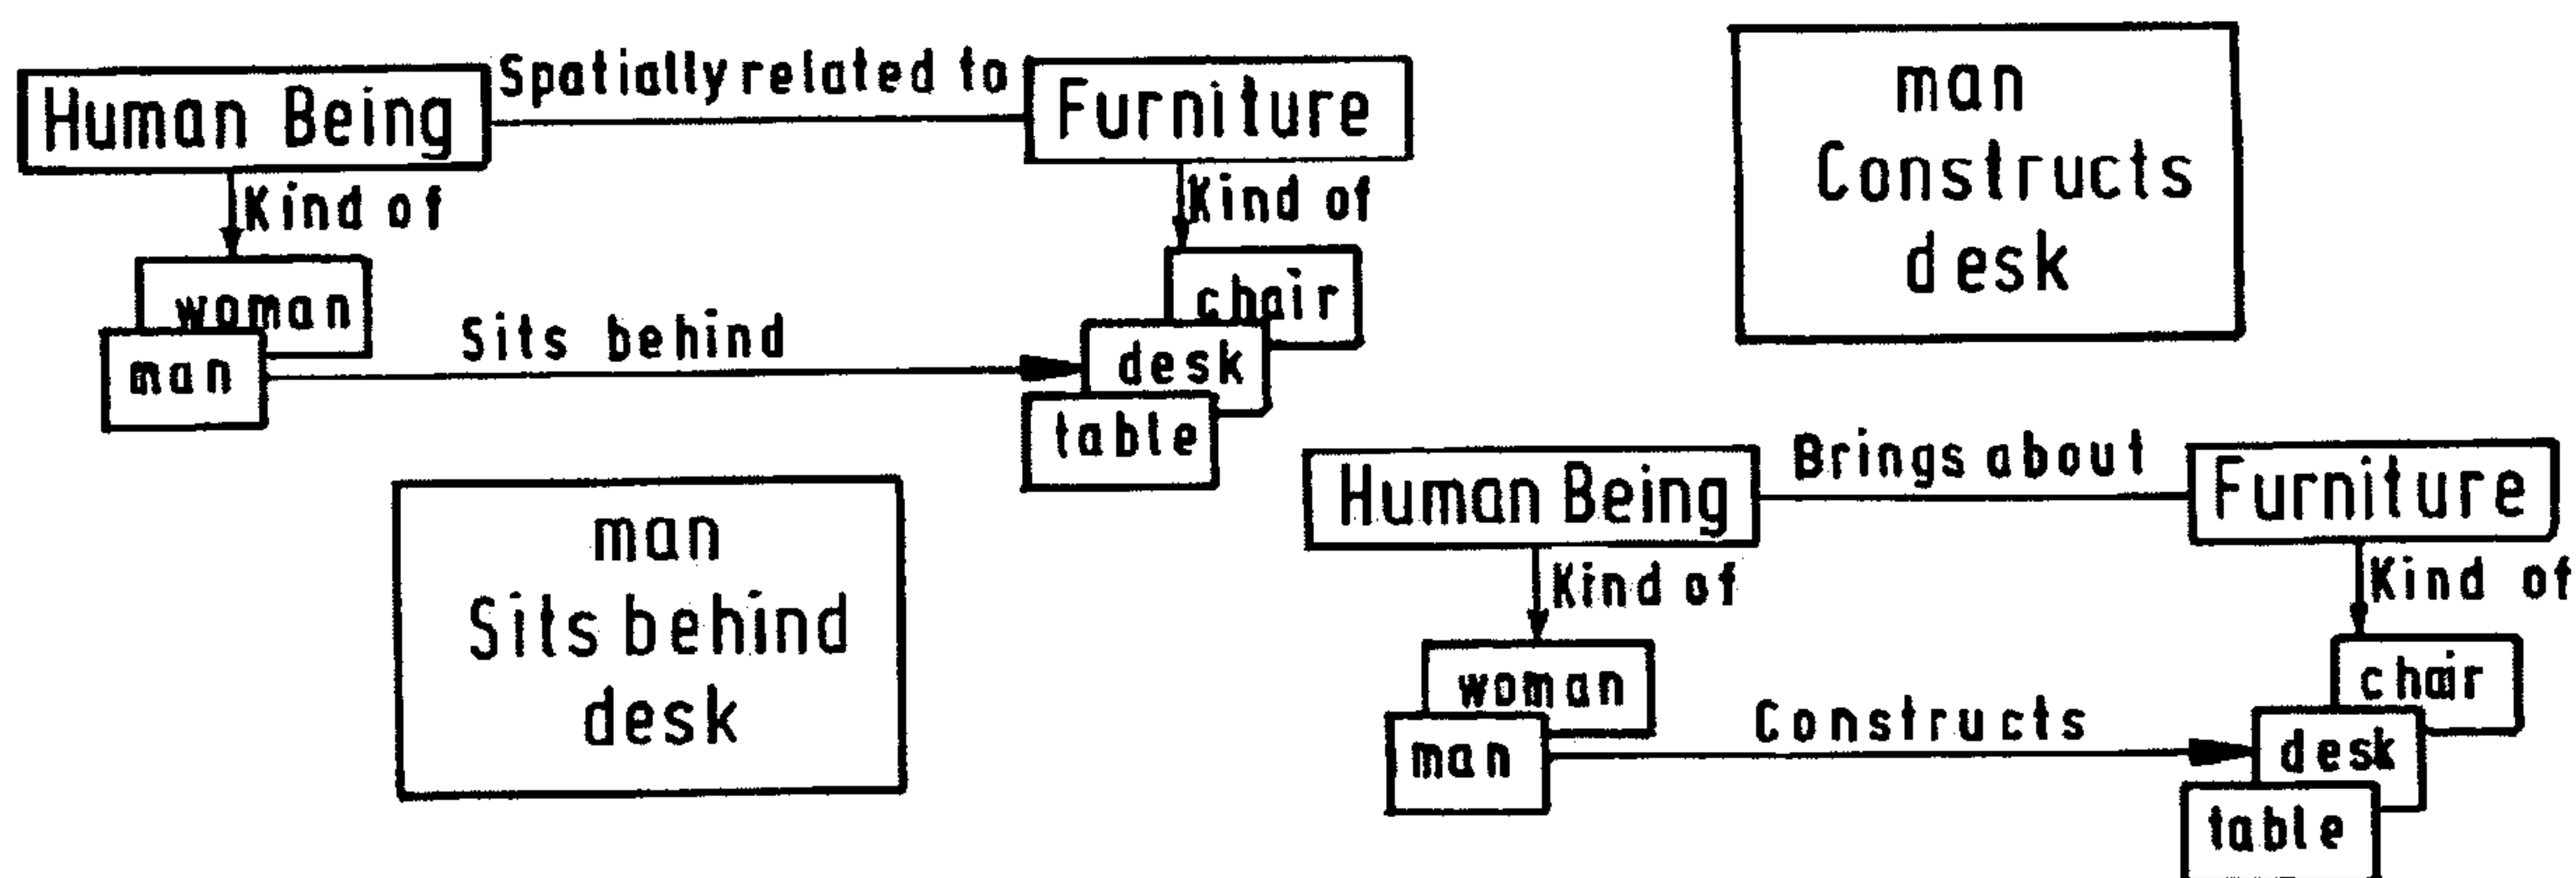 Human Being
Spatially related to
Furniture
Kind of
Kind of
woman
chair
man
Sits behind
desk
table
man
Sits behind
desk
man
Constructs
desk
Human Being
Brings about
Furniture
Kind of
Kind of
woman
chair
man
Constructs
desk
table